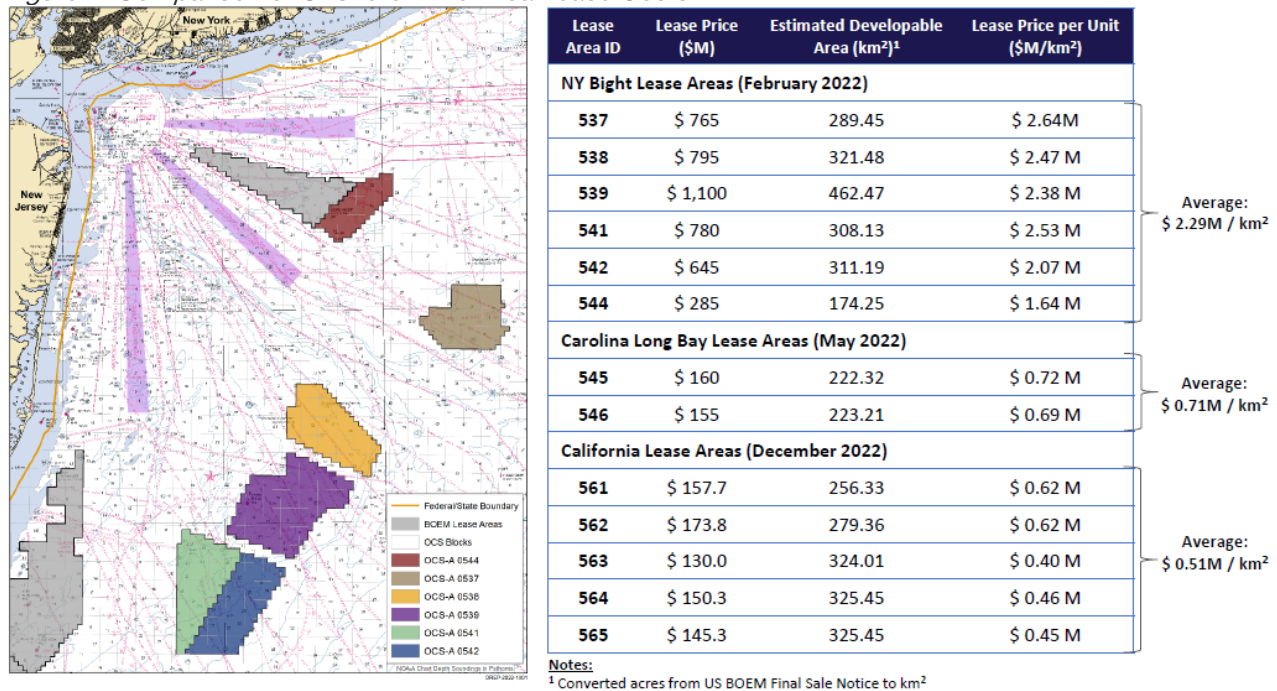 New York
New
Jersey
Federal/State Boundary
BOEM Lease Areas
OCS Blocks
OCS-A 0544
OCS-A 0537
OCS-A 0538
OCS-A 0539
OCS-A 0541
OCS-A 0542
NOAA Chart Depth Soundings in Fathoms
Lease Area ID Lease Price ($M) Estimated Developable Area (km²)¹ Lease Price per Unit ($M/km²)
NY Bight Lease Areas (February 2022)
537 $ 765 289.45 $ 2.64M
538 $ 795 321.48 $ 2.47 M
539 $ 1,100 462.47 $ 2.38 M
541 $ 780 308.13 $ 2.53 M
542 $ 645 311.19 $ 2.07 M
544 $ 285 174.25 $ 1.64 M
Average:
$ 2.29M / km²
Carolina Long Bay Lease Areas (May 2022)
545 $ 160 222.32 $ 0.72 M
546 $ 155 223.21 $ 0.69 M
Average:
$ 0.71M / km²
California Lease Areas (December 2022)
561 $ 157.7 256.33 $ 0.62 M
562 $ 173.8 279.36 $ 0.62 M
563 $ 130.0 324.01 $ 0.40 M
564 $ 150.3 325.45 $ 0.46 M
565 $ 145.3 325.45 $ 0.45 M
Average:
$ 0.51M / km²
Notes:
¹ Converted acres from US BOEM Final Sale Notice to km²